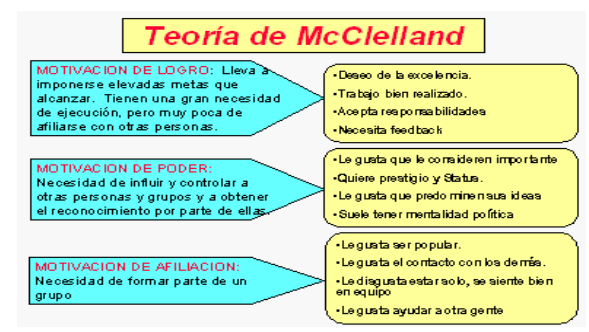 Teoría de McClelland
MOTIVACION DE LOGRO: Lleva a
imponerse elevadas metas que
alcanzar. Tienen una gran necesidad
de ejecución, pero muy poca de
afiliarse con otras personas.
•Deseo de la excelencia.
•Trabajo bien realizado.
•Acepta responsabilidades
•Necesita feedback
MOTIVACION DE PODER:
Necesidad de influir y controlar a
otras personas y grupos y a obtener
el reconocimiento por parte de ellas.
•Le gusta que le consideren importante
•Quiere prestigio y Status.
•Le gusta que predominen sus ideas
•Suele tener mentalidad política
MOTIVACION DE AFILIACION:
Necesidad de formar parte de un
grupo
•Le gusta ser popular.
•Le gusta el contacto con los demás.
•Le disgusta estar solo, se siente bien
en equipo
•Le gusta ayudar a otra gente